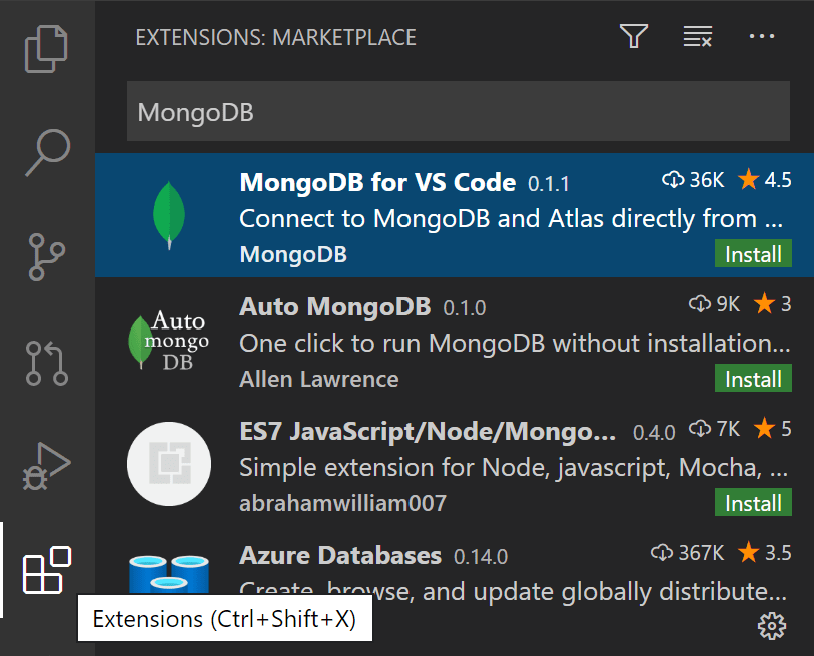 EXTENSIONS: MARKETPLACE
MongoDB
MongoDB for VS Code 0.1.1 36K 4.5
Connect to MongoDB and Atlas directly from ...
MongoDB Install
Auto mongo DB
Auto MongoDB 0.1.0 9K 3
One click to run MongoDB without installation...
Allen Lawrence Install
ES7 JavaScript/Node/Mongo... 0.4.0 7K 5
Simple extension for Node, javascript, Mocha, ...
abrahamwilliam007 Install
Azure Databases 0.14.0 367K 3.5
Create, browse, and update globally distribute...
Extensions (Ctrl+Shift+X)